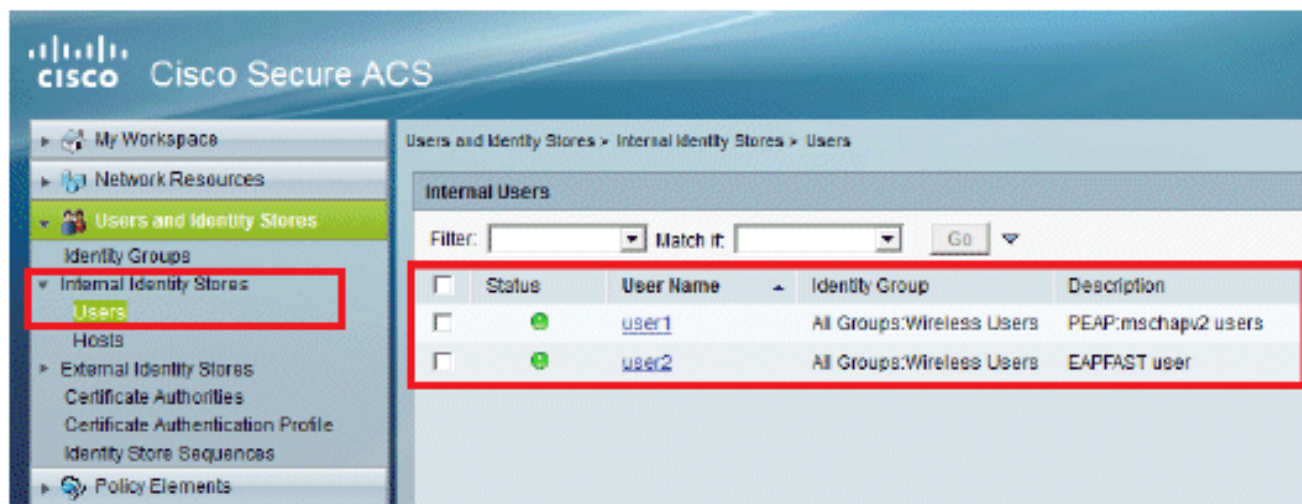 CISCO Cisco Secure ACS
My Workspace
Network Resources
Users and Identity Stores
Identity Groups
Internal Identity Stores
Users
Hosts
External Identity Stores
Certificate Authorities
Certificate Authentication Profile
Identity Store Sequences
Policy Elements
Users and Identity Stores > Internal Identity Stores > Users
Internal Users
Filter: Match if: Go
Status User Name Identity Group Description
user1 All Groups:Wireless Users PEAP:mschapv2 users
user2 All Groups:Wireless Users EAPFAST user